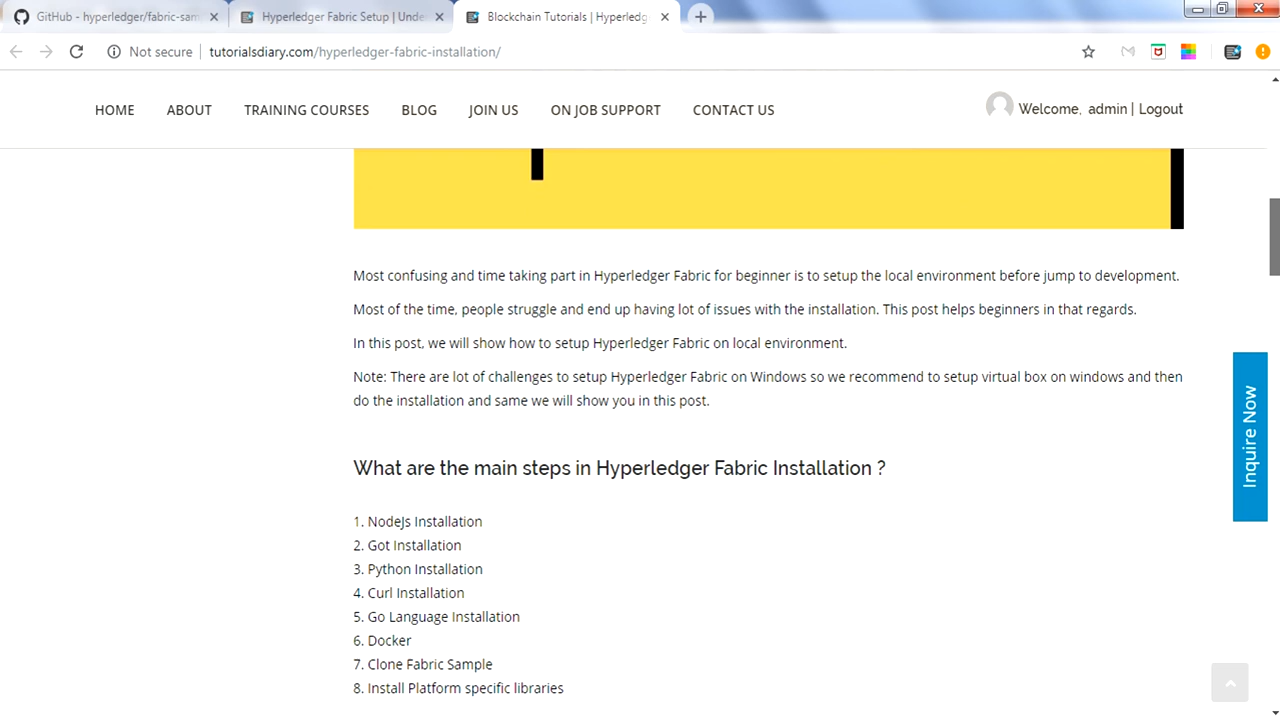 GitHub - hyperledger/fabric-sam
Hyperledger Fabric Setup | Unde
Blockchain Tutorials | Hyperledg
Not secure
tutorialsdiary.com/hyperledger-fabric-installation/
HOME
ABOUT
TRAINING COURSES
BLOG
JOIN US
ON JOB SUPPORT
CONTACT US
Welcome, admin | Logout
Most confusing and time taking part in Hyperledger Fabric for beginner is to setup the local environment before jump to development.
Most of the time, people struggle and end up having lot of issues with the installation. This post helps beginners in that regards.
In this post, we will show how to setup Hyperledger Fabric on local environment.
Note: There are lot of challenges to setup Hyperledger Fabric on Windows so we recommend to setup virtual box on windows and then
do the installation and same we will show you in this post.
Inquire Now
What are the main steps in Hyperledger Fabric Installation ?
1. NodeJs Installation
2. Got Installation
3. Python Installation
4. Curl Installation
5. Go Language Installation
6. Docker
7. Clone Fabric Sample
8. Install Platform specific libraries